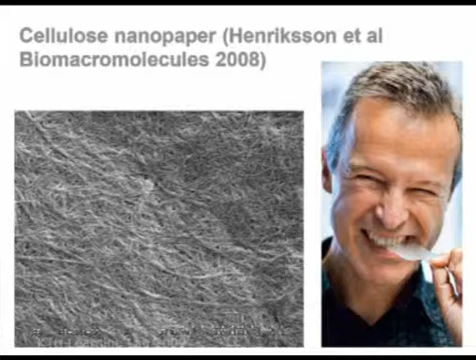 Cellulose nanopaper (Henriksson et al
Biomacromolecules 2008)